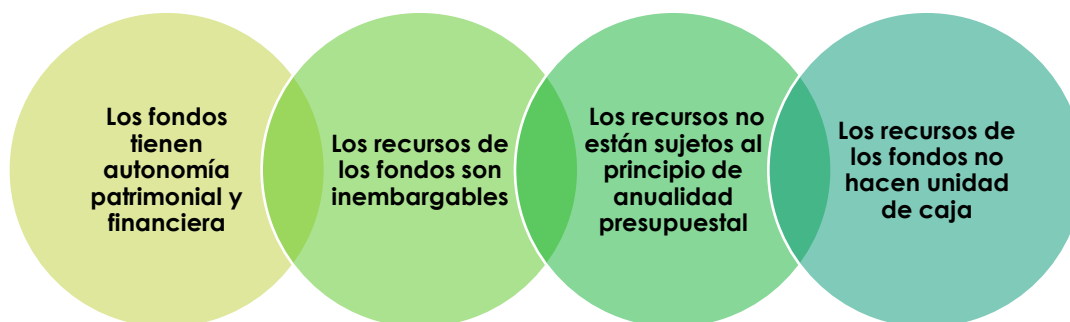 Los fondos
tienen
autonomía
patrimonial y
financiera
Los recursos de
los fondos son
inembargables
Los recursos no
están sujetos al
principio de
anualidad
presupuestal
Los recursos de
los fondos no
hacen unidad
de caja